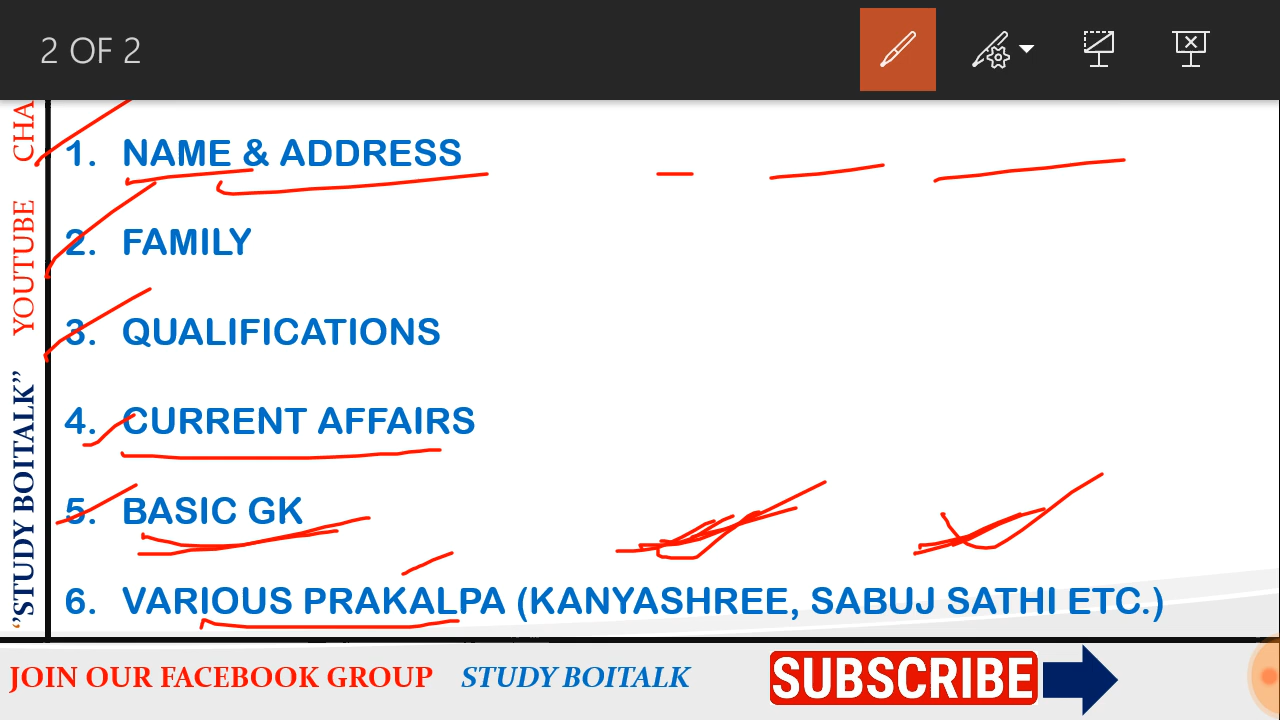 2 OF 2
1. NAME & ADDRESS
2. FAMILY
3. QUALIFICATIONS
4. CURRENT AFFAIRS
5. BASIC GK
6. VARIOUS PRAKALPA (KANYASHREE, SABUJ SATHI ETC.)
"STUDY BOITALK" YOUTUBE CHA
JOIN OUR FACEBOOK GROUP STUDY BOITALK SUBSCRIBE